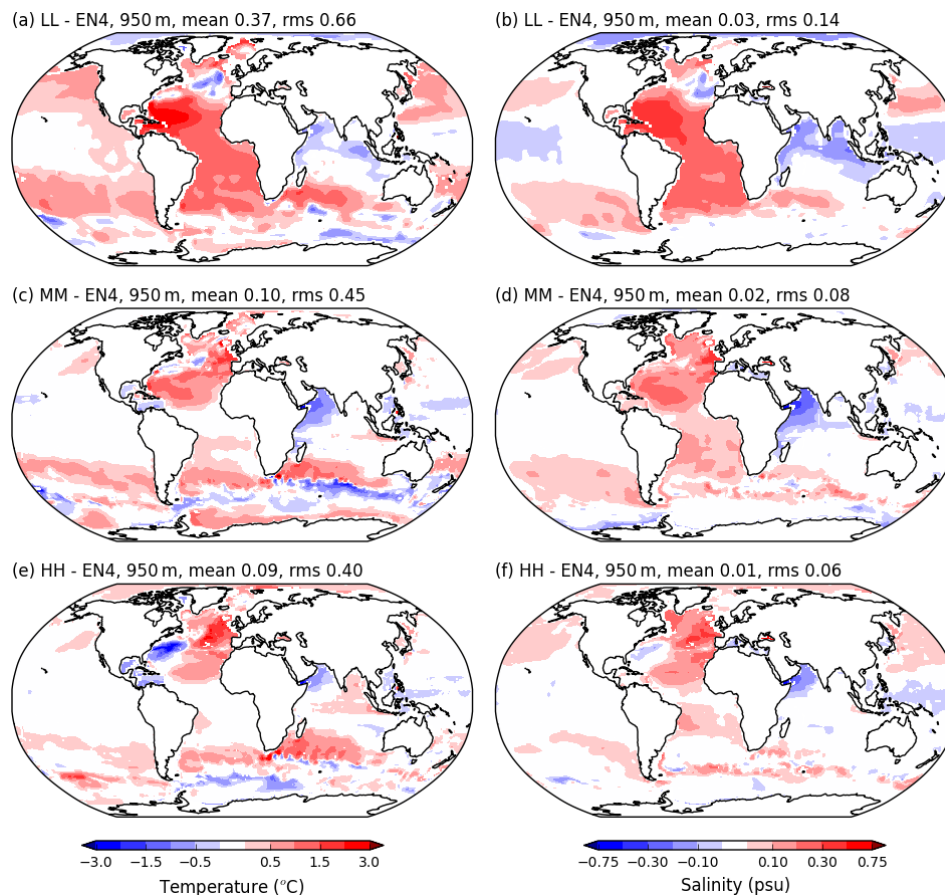 (a) LL - EN4, 950 m, mean 0.37, rms 0.66
(b) LL - EN4, 950 m, mean 0.03, rms 0.14
(c) MM - EN4, 950 m, mean 0.10, rms 0.45
(d) MM - EN4, 950 m, mean 0.02, rms 0.08
(e) HH - EN4, 950 m, mean 0.09, rms 0.40
(f) HH - EN4, 950 m, mean 0.01, rms 0.06
−3.0 −1.5 −0.5 0.5 1.5 3.0
Temperature (°C)
−0.75 −0.30 −0.10 0.10 0.30 0.75
Salinity (psu)